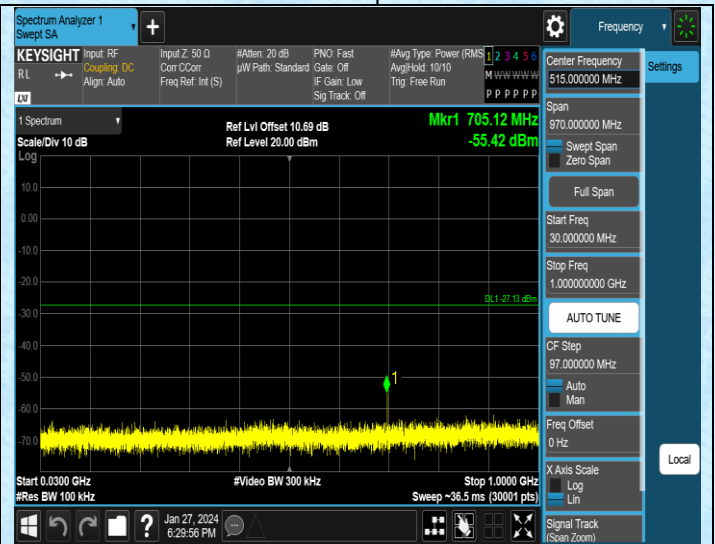 Spectrum Analyzer 1
Swept SA
+
Frequency
KEYSIGHT
RL
LXI
Input: RF
Coupling: DC
Align: Auto
Input Z: 50 Ω
Corr CCorr
Freq Ref: Int (S)
#Atten: 20 dB
µW Path: Standard
PNO: Fast
Gate: Off
IF Gain: Low
Sig Track: Off
#Avg Type: Power (RMS
Avg|Hold: 10/10
Trig: Free Run
1 2 3 4 5 6
M W W W W W
P P P P P P
Center Frequency
515.000000 MHz
Settings
Span
970.000000 MHz
Swept Span
Zero Span
Full Span
Start Freq
30.000000 MHz
Stop Freq
1.000000000 GHz
AUTO TUNE
CF Step
97.000000 MHz
Auto
Man
Freq Offset
0 Hz
X Axis Scale
Log
Lin
Signal Track
(Span Zoom)
Local
1 Spectrum
Scale/Div 10 dB
Log
Ref Lvl Offset 10.69 dB
Ref Level 20.00 dBm
Mkr1 705.12 MHz
-55.42 dBm
10.0
0.00
-10.0
-20.0
DL1 -27.13 dBm
-30.0
-40.0
-50.0
1
-60.0
-70.0
Start 0.0300 GHz
#Video BW 300 kHz
Stop 1.0000 GHz
#Res BW 100 kHz
Sweep ~36.5 ms (30001 pts)
?
Jan 27, 2024
6:29:56 PM